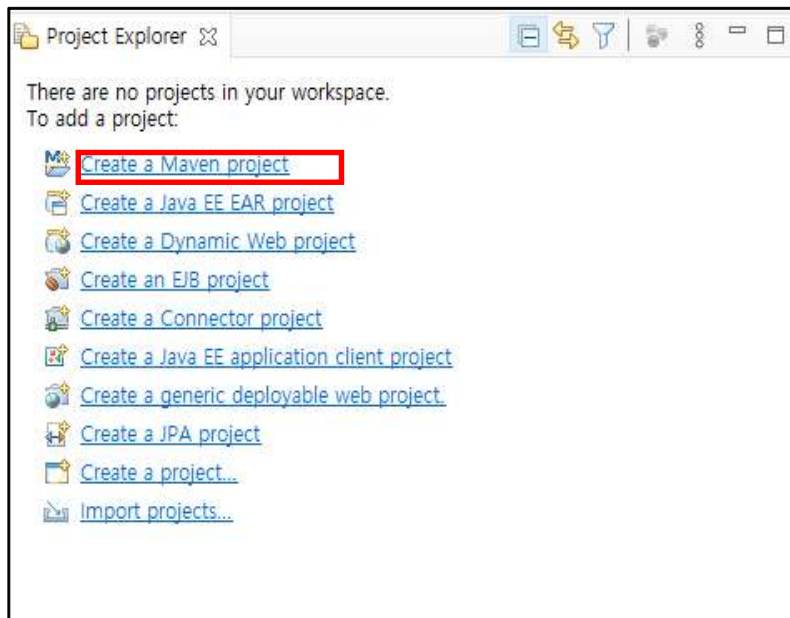 Project Explorer
There are no projects in your workspace.
To add a project:
Create a Maven project
Create a Java EE EAR project
Create a Dynamic Web project
Create an EJB project
Create a Connector project
Create a Java EE application client project
Create a generic deployable web project.
Create a JPA project
Create a project...
Import projects...